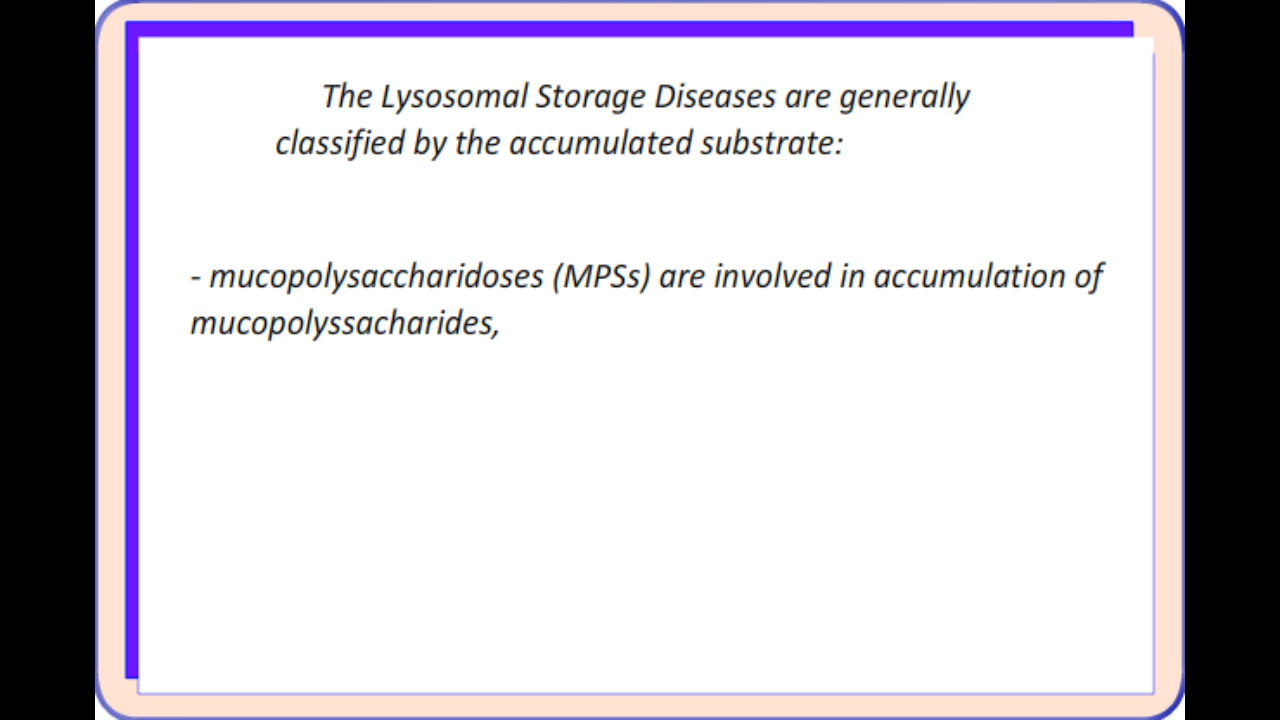 The Lysosomal Storage Diseases are generally
classified by the accumulated substrate:
- mucopolysaccharidoses (MPSs) are involved in accumulation of
mucopolyssacharides,